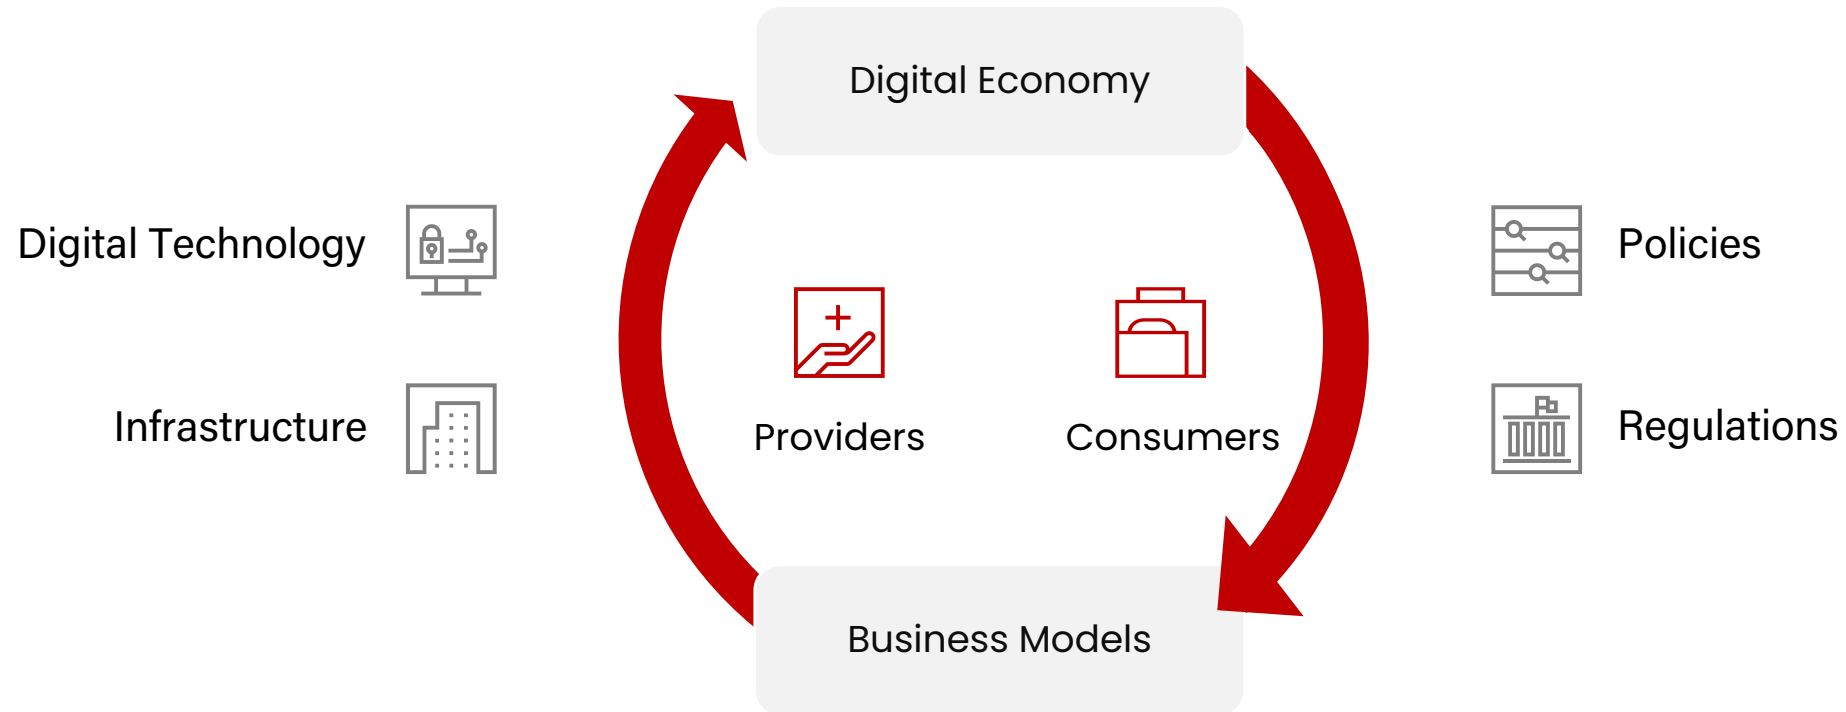 Digital Economy
Digital Technology
Policies
Infrastructure
Providers
Consumers
Regulations
Business Models